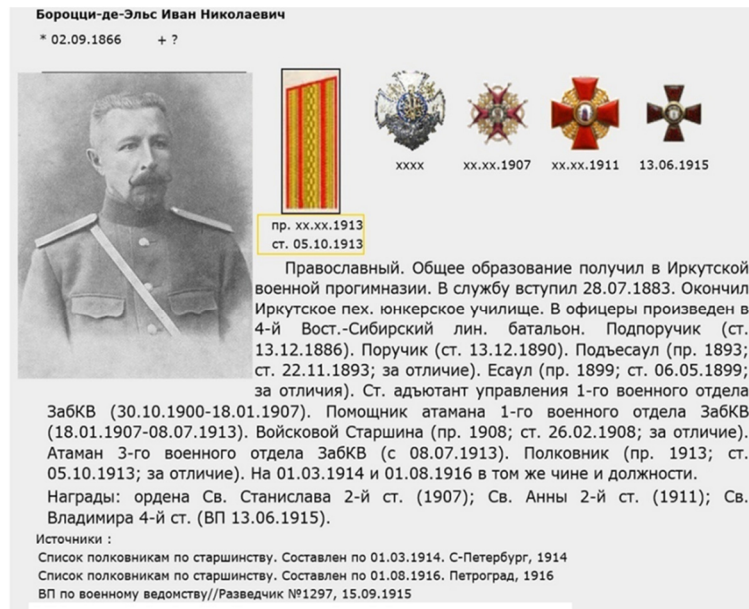 Бороцци-де-Эльс Иван Николаевич
* 02.09.1866 + ?
xxxx xx.xx.1907 xx.xx.1911 13.06.1915
пр. xx.xx.1913
ст. 05.10.1913
Православный. Общее образование получил в Иркутской
военной прогимназии. В службу вступил 28.07.1883. Окончил
Иркутское пех. юнкерское училище. В офицеры произведен в
4-й Вост.-Сибирский лин. батальон. Подпоручик (ст.
13.12.1886). Поручик (ст. 13.12.1890). Подъесаул (пр. 1893;
ст. 22.11.1893; за отличие). Есаул (пр. 1899; ст. 06.05.1899;
за отличия). Ст. адъютант управления 1-го военного отдела
ЗабКВ (30.10.1900-18.01.1907). Помощник атамана 1-го военного отдела ЗабКВ
(18.01.1907-08.07.1913). Войсковой Старшина (пр. 1908; ст. 26.02.1908; за отличие).
Атаман 3-го военного отдела ЗабКВ (с 08.07.1913). Полковник (пр. 1913; ст.
05.10.1913; за отличие). На 01.03.1914 и 01.08.1916 в том же чине и должности.
Награды: ордена Св. Станислава 2-й ст. (1907); Св. Анны 2-й ст. (1911); Св.
Владимира 4-й ст. (ВП 13.06.1915).
Источники :
Список полковникам по старшинству. Составлен по 01.03.1914. С-Петербург, 1914
Список полковникам по старшинству. Составлен по 01.08.1916. Петроград, 1916
ВП по военному ведомству//Разведчик №1297, 15.09.1915